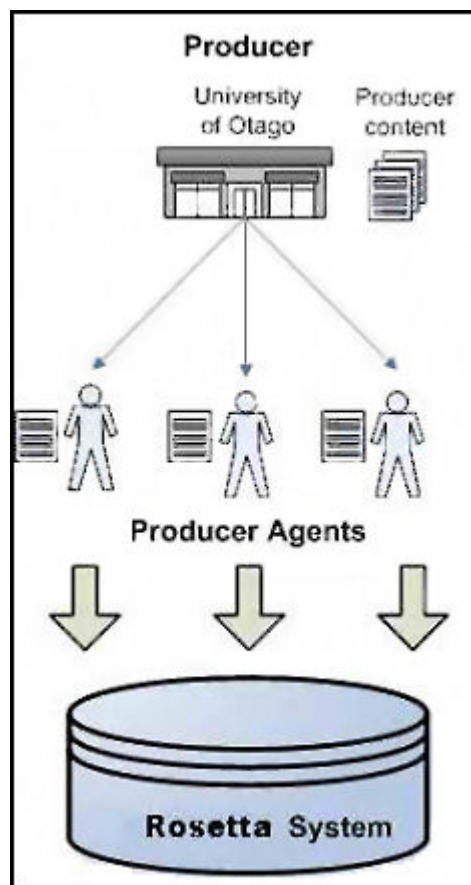 Producer
University
of Otago
Producer
content
Producer Agents
Rosetta System